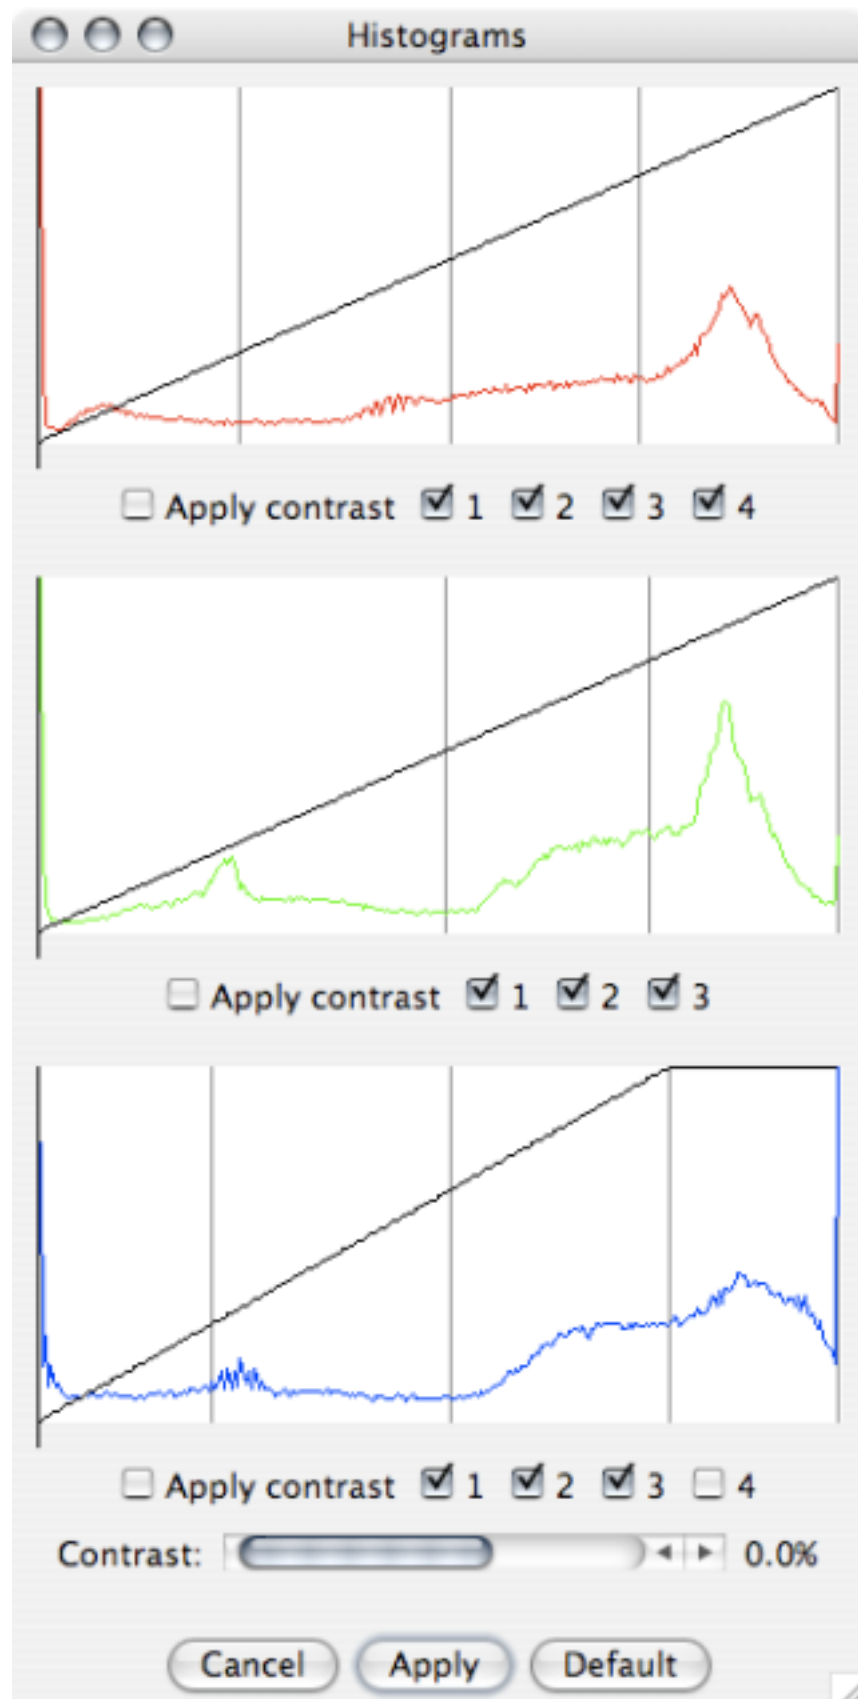 Histograms
Apply contrast 1 2 3 4
Apply contrast 1 2 3
Apply contrast 1 2 3 4
Contrast: 0.0%
Cancel Apply Default